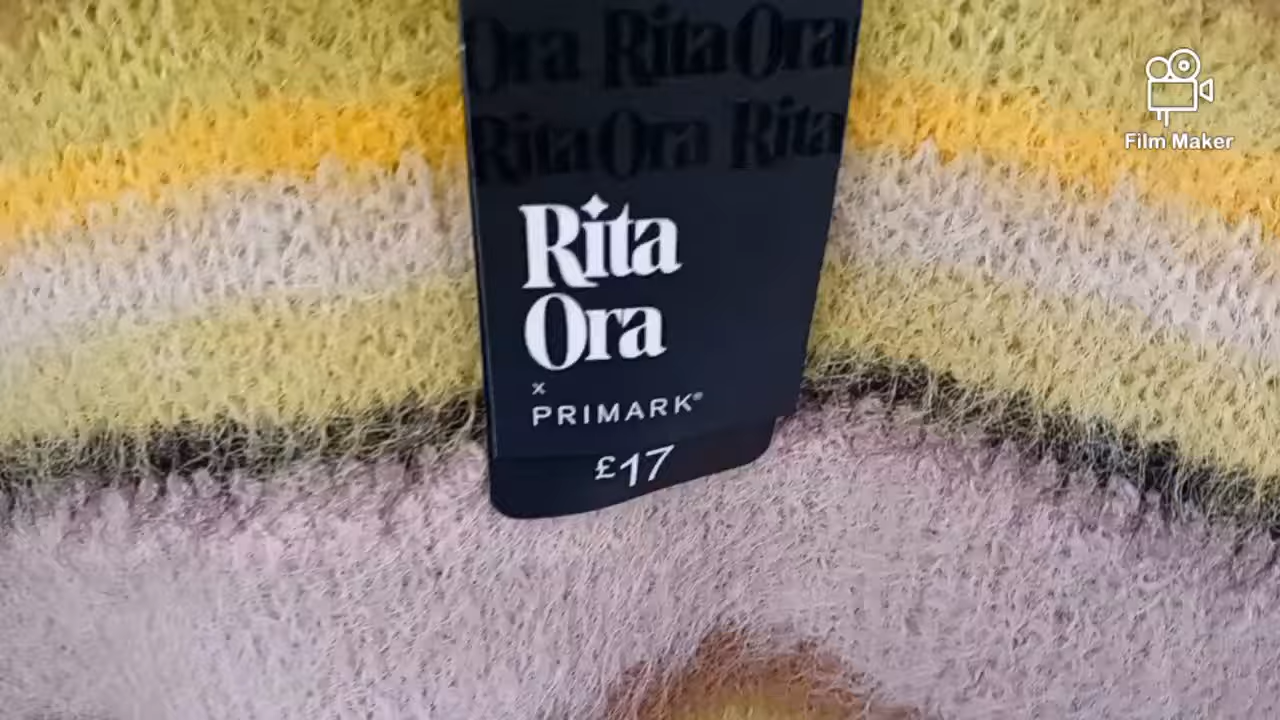 Ora Rita Ora
Rita Ora Rita
Rita
Ora
x
PRIMARK®
£17
Film Maker